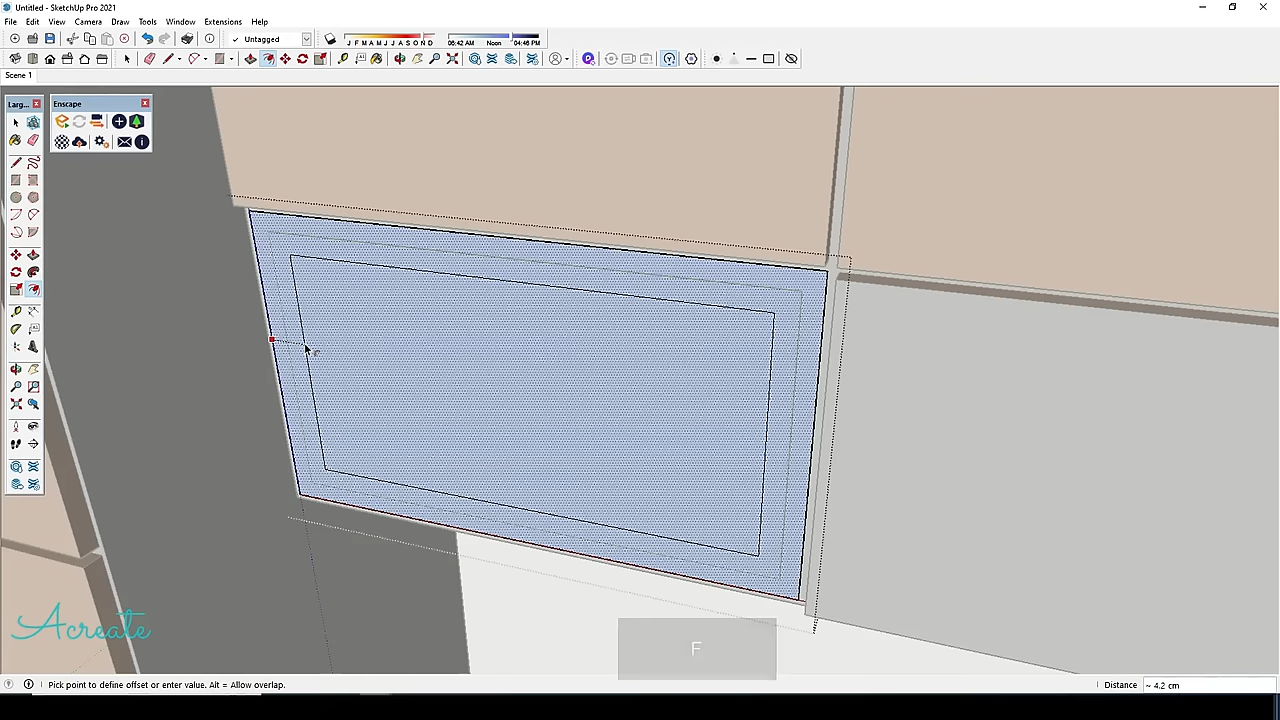 Untitled - SketchUp Pro 2021
File Edit View Camera Draw Tools Window Extensions Help
Untagged
J F M A M J J A S O N D
06:42 AM Noon 04:46 PM
Scene 1
Larg...
Enscape
Acreate
F
Pick point to define offset or enter value. Alt = Allow overlap.
Distance ~ 4.2 cm